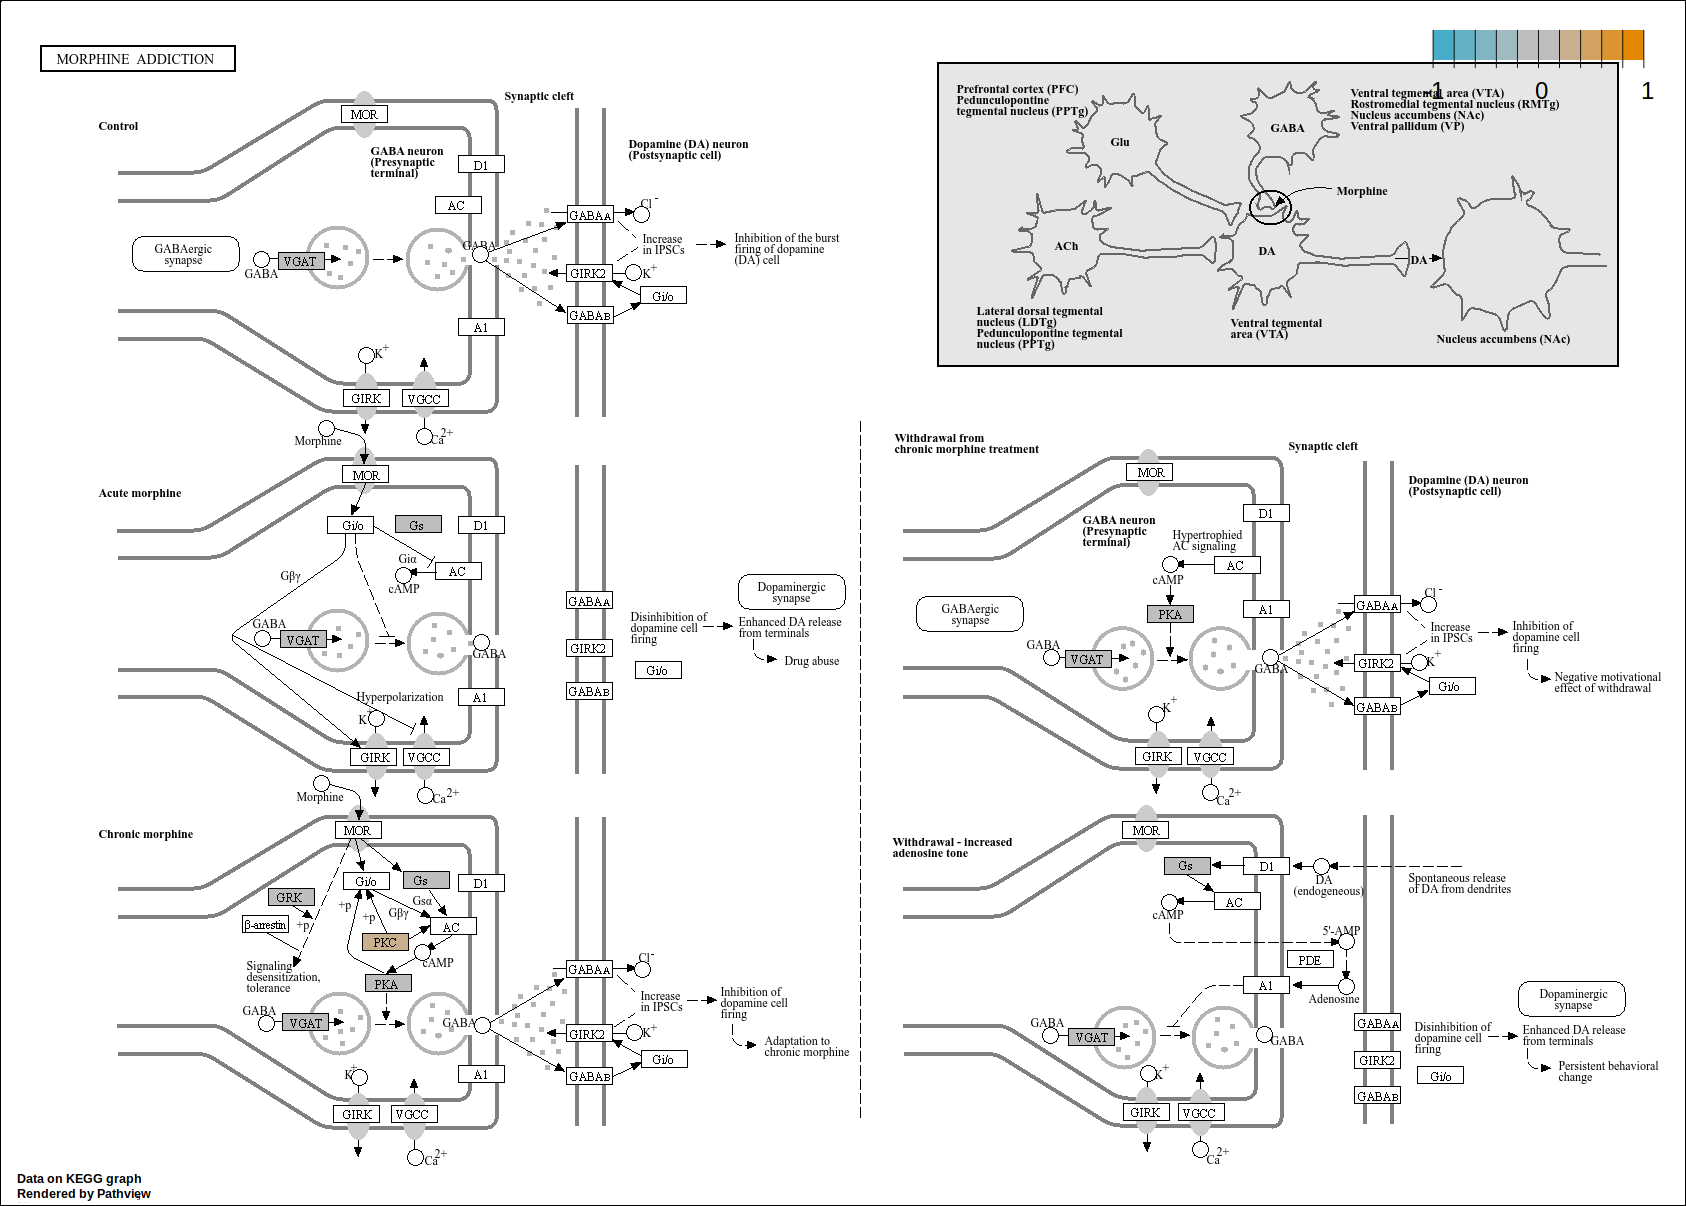 MORPHINE ADDICTION
-1
0
1
Prefrontal cortex (PFC)
Pedunculopontine
tegmental nucleus (PPTg)
Glu
GABA
Ventral tegmental area (VTA)
Rostromedial tegmental nucleus (RMTg)
Nucleus accumbens (NAc)
Ventral pallidum (VP)
Morphine
ACh
DA
DA
Lateral dorsal tegmental
nucleus (LDTg)
Pedunculopontine tegmental
nucleus (PPTg)
Ventral tegmental
area (VTA)
Nucleus accumbens (NAc)
Control
MOR
Synaptic cleft
GABA neuron
(Presynaptic
terminal)
D1
Dopamine (DA) neuron
(Postsynaptic cell)
AC
GABAA
Cl -
GABAergic
synapse
GABA
VGAT
GABA
Increase
in IPSCs
Inhibition of the burst
firing of dopamine
(DA) cell
GIRK2
K+
Gi/o
GABAB
A1
K+
GIRK
VGCC
Ca2+
Morphine
Acute morphine
MOR
Gi/o
Gs
D1
Giα
AC
cAMP
Gβγ
GABA
VGAT
GABA
Hyperpolarization
A1
K+
GIRK
VGCC
Ca2+
GABAA
GIRK2
GABAB
Disinhibition of
dopamine cell
firing
Gi/o
Dopaminergic
synapse
Enhanced DA release
from terminals
Drug abuse
Morphine
Chronic morphine
MOR
Gi/o
Gs
D1
GRK
+p
+p
Gβγ
Gsα
β-arrestin
+p
AC
PKC
cAMP
Signaling
desensitization,
tolerance
PKA
GABA
VGAT
GABA
A1
K+
GIRK
VGCC
Ca2+
GABAA
Cl-
Increase
in IPSCs
GIRK2
K+
Gi/o
GABAB
Inhibition of
dopamine cell
firing
Adaptation to
chronic morphine
Withdrawal from
chronic morphine treatment
MOR
Synaptic cleft
Dopamine (DA) neuron
(Postsynaptic cell)
GABA neuron
(Presynaptic
terminal)
D1
Hypertrophied
AC signaling
AC
cAMP
PKA
A1
GABAergic
synapse
GABA
VGAT
GABA
K+
GIRK
VGCC
Ca2+
GABAA
Cl -
Increase
in IPSCs
GIRK2
K+
Gi/o
GABAB
Inhibition of
dopamine cell
firing
Negative motivational
effect of withdrawal
Withdrawal - increased
adenosine tone
MOR
Gs
D1
DA
(endogeneous)
Spontaneous release
of DA from dendrites
AC
cAMP
5'-AMP
PDE
A1
Adenosine
GABA
VGAT
GABA
K+
GIRK
VGCC
Ca2+
GABAA
GIRK2
GABAB
Disinhibition of
dopamine cell
firing
Gi/o
Dopaminergic
synapse
Enhanced DA release
from terminals
Persistent behavioral
change
Data on KEGG graph
Rendered by Pathview